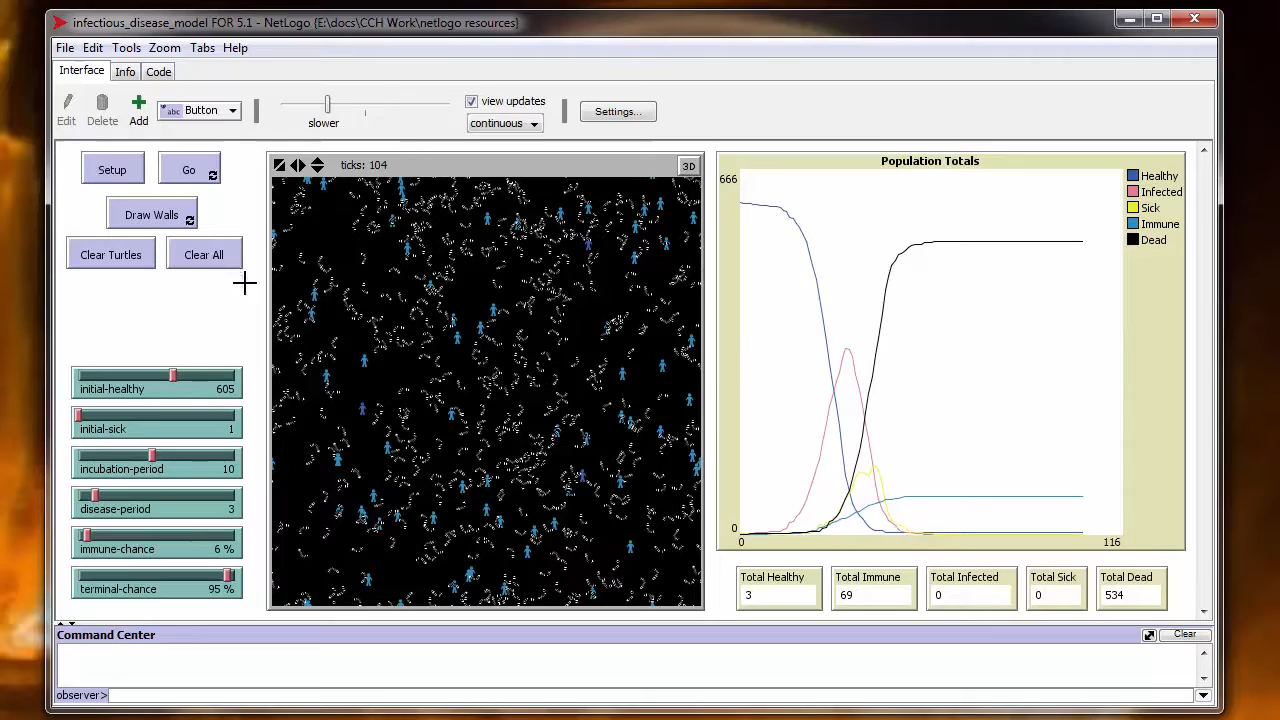 infectious_disease_model FOR 5.1 - NetLogo {E:\docs\CCH Work\netlogo resources}
File Edit Tools Zoom Tabs Help
Interface Info Code
Edit Delete Add abc Button slower view updates continuous Settings...
Setup Go
Draw Walls
Clear Turtles Clear All
initial-healthy 605
initial-sick 1
incubation-period 10
disease-period 3
immune-chance 6 %
terminal-chance 95 %
ticks: 104 3D
Population Totals
666
0
0 116
Healthy
Infected
Sick
Immune
Dead
Total Healthy
3
Total Immune
69
Total Infected
0
Total Sick
0
Total Dead
534
Command Center Clear
observer>